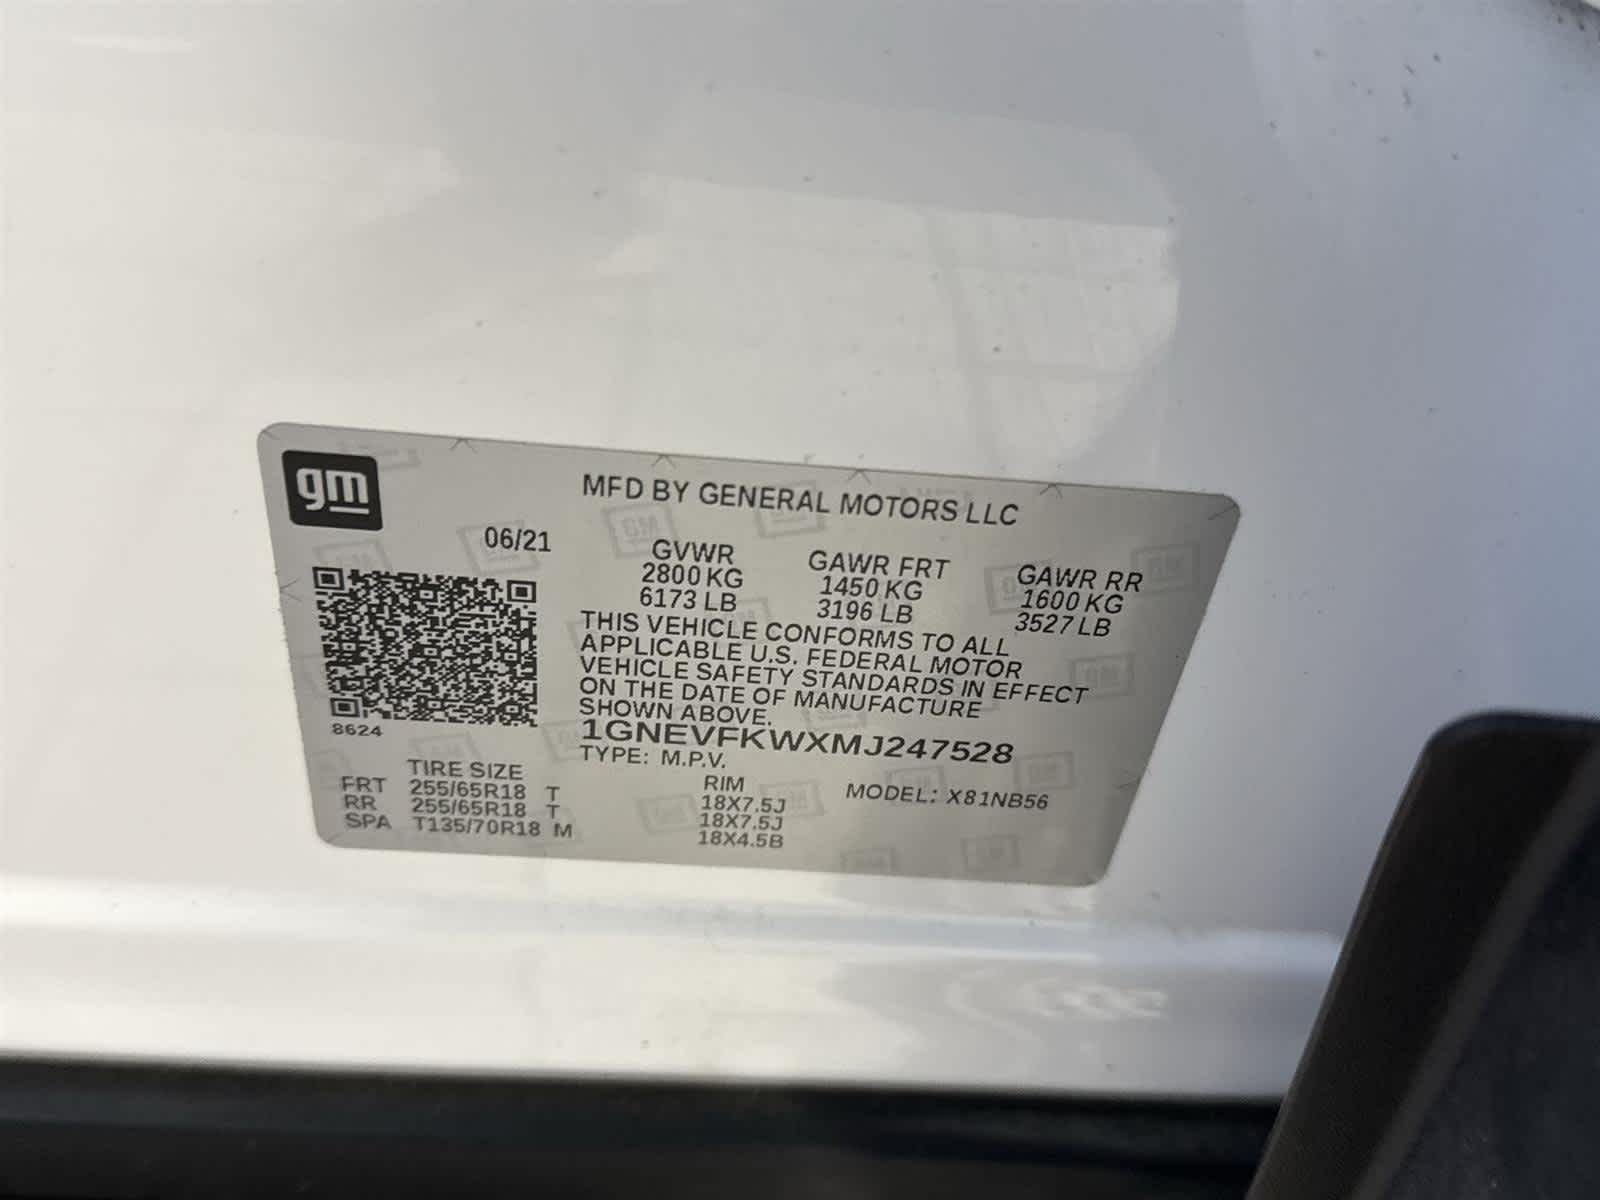 gm
MFD BY GENERAL MOTORS LLC
06/21
GVWR GAWR FRT GAWR RR
2800 KG 1450 KG 1600 KG
6173 LB 3196 LB 3527 LB
THIS VEHICLE CONFORMS TO ALL
APPLICABLE U.S. FEDERAL MOTOR
VEHICLE SAFETY STANDARDS IN EFFECT
ON THE DATE OF MANUFACTURE
SHOWN ABOVE.
8624
1GNEVFKWXMJ247528
TYPE: M.P.V.
TIRE SIZE RIM MODEL: X81NB56
FRT 255/65R18 T 18X7.5J
RR 255/65R18 T 18X7.5J
SPA T135/70R18 M 18X4.5B